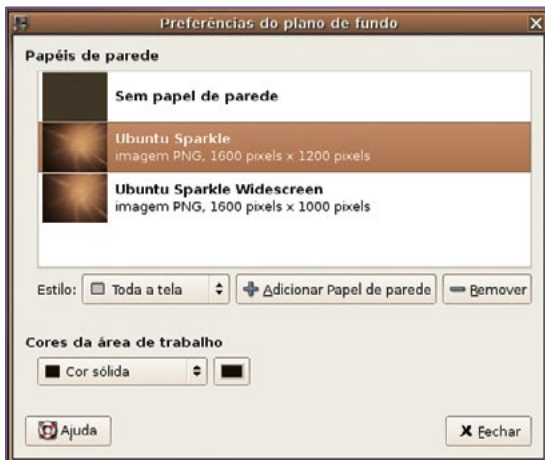 Preferências do plano de fundo
Papéis de parede
Sem papel de parede
Ubuntu Sparkle
imagem PNG, 1600 pixels x 1200 pixels
Ubuntu Sparkle Widescreen
imagem PNG, 1600 pixels x 1000 pixels
Estilo: Toda a tela Adicionar Papel de parede Remover
Cores da área de trabalho
Cor sólida
Ajuda Fechar